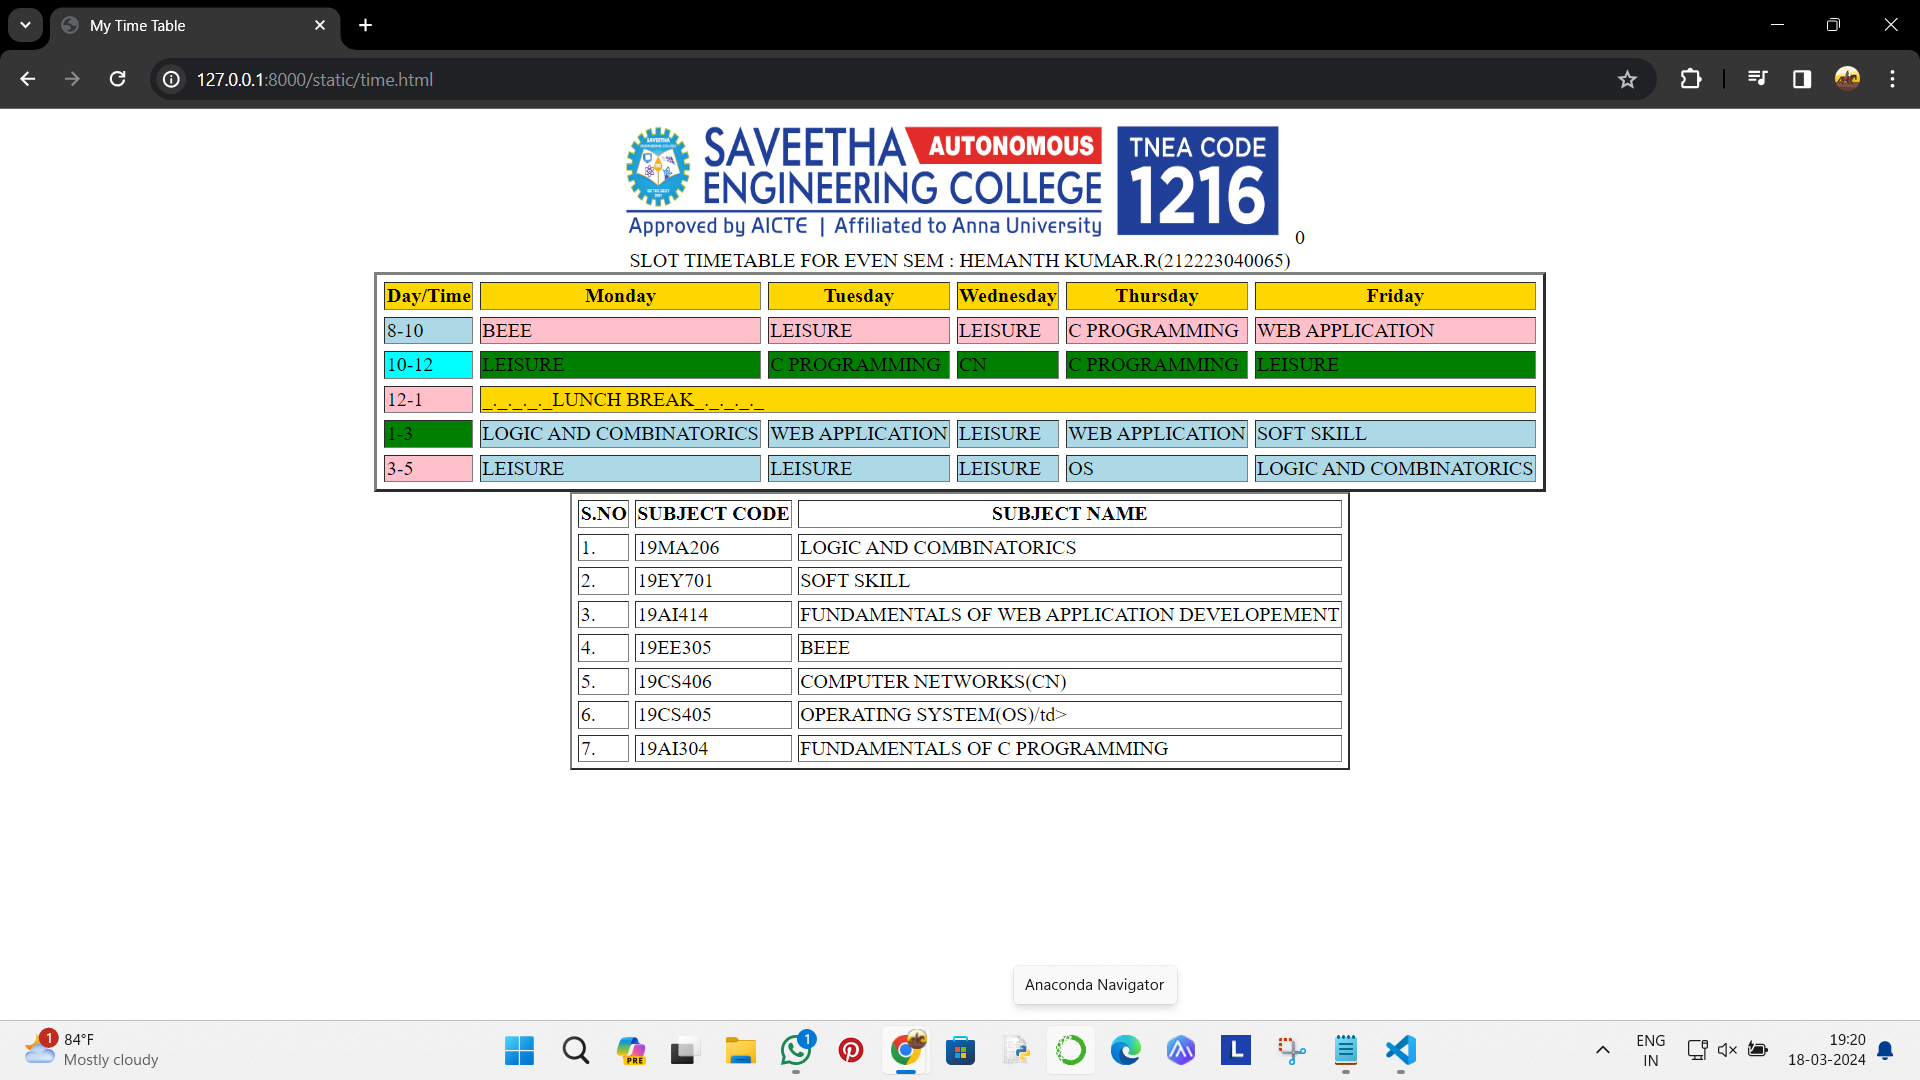 My Time Table
127.0.0.1:8000/static/time.html
SAVEETHA AUTONOMOUS
ENGINEERING COLLEGE
Approved by AICTE | Affiliated to Anna University
TNEA CODE
1216
0
SLOT TIMETABLE FOR EVEN SEM : HEMANTH KUMAR.R(212223040065)
Day/Time Monday Tuesday Wednesday Thursday Friday
8-10 BEEE LEISURE LEISURE C PROGRAMMING WEB APPLICATION
10-12 LEISURE C PROGRAMMING CN C PROGRAMMING LEISURE
12-1 _._._._._LUNCH BREAK_._._._._
1-3 LOGIC AND COMBINATORICS WEB APPLICATION LEISURE WEB APPLICATION SOFT SKILL
3-5 LEISURE LEISURE LEISURE OS LOGIC AND COMBINATORICS
S.NO SUBJECT CODE SUBJECT NAME
1. 19MA206 LOGIC AND COMBINATORICS
2. 19EY701 SOFT SKILL
3. 19AI414 FUNDAMENTALS OF WEB APPLICATION DEVELOPEMENT
4. 19EE305 BEEE
5. 19CS406 COMPUTER NETWORKS(CN)
6. 19CS405 OPERATING SYSTEM(OS)/td>
7. 19AI304 FUNDAMENTALS OF C PROGRAMMING
Anaconda Navigator
1
84°F
Mostly cloudy
PRE
1
L
ENG
IN
19:20
18-03-2024